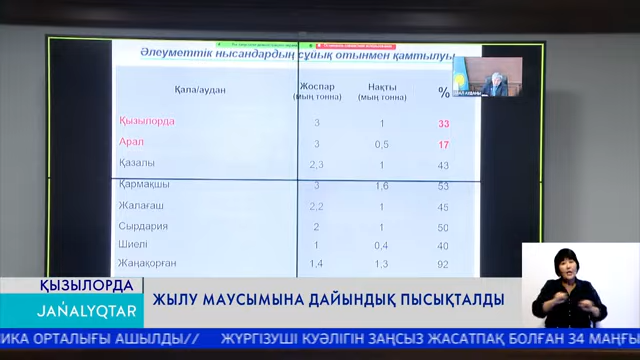 Әлеуметтік нысандардың сұйық отынмен қамтылуы
Қала/аудан Жоспар (мың тонна) Нақты (мың тонна) %
Қызылорда 3 1 33
Арал 3 0,5 17
Қазалы 2,3 1 43
Қармақшы 3 1,6 53
Жалағаш 2,2 1 45
Сырдария 2 1 50
Шиелі 1 0,4 40
Жаңақорған 1,4 1,3 92
ҚЫЗЫЛОРДА
JAŃALYQTAR
ЖЫЛУ МАУСЫМЫНА ДАЙЫНДЫҚ ПЫСЫҚТАЛДЫ
ИКА ОРТАЛЫҒЫ АШЫЛДЫ// ЖҮРГІЗУШІ КУӘЛІГІН ЗАҢСЫЗ ЖАСАТПАҚ БОЛҒАН 34 МАҢҒЫ